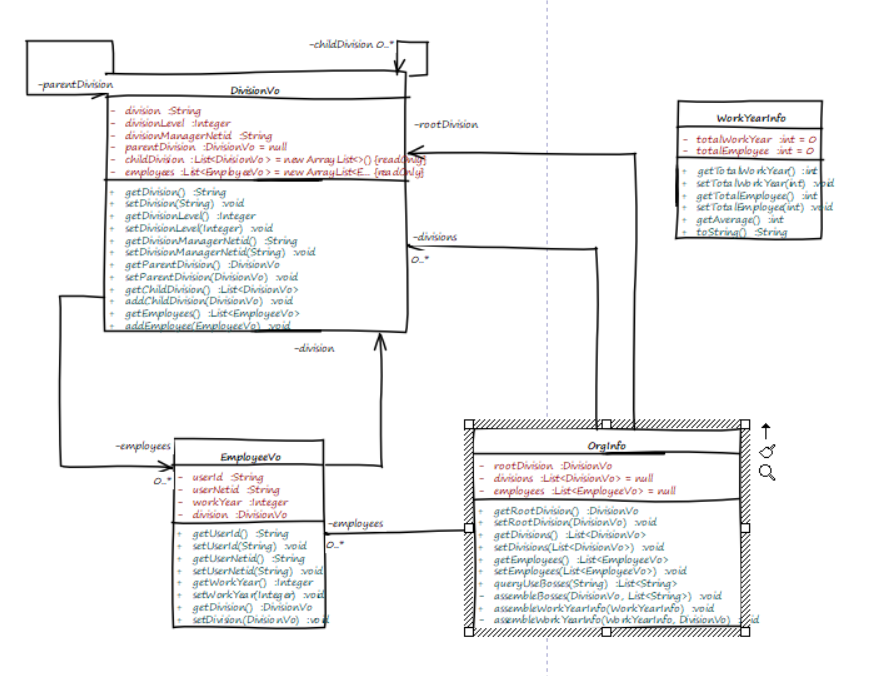 -childDivision 0..*
-parentDivision
DivisionVo
- division :String
- divisionLevel :Integer
- divisionManagerNetid :String
- parentDivision :DivisionVo = null
- childDivision :List<DivisionVo> = new ArrayList<>() {readOnly}
- employees :List<EmployeeVo> = new ArrayList<E... {readOnly}
+ getDivision() :String
+ setDivision(String) :void
+ getDivisionLevel() :Integer
+ setDivisionLevel(Integer) :void
+ getDivisionManagerNetid() :String
+ setDivisionManagerNetid(String) :void
+ getParentDivision() :DivisionVo
+ setParentDivision(DivisionVo) :void
+ getChildDivision() :List<DivisionVo>
+ addChildDivision(DivisionVo) :void
+ getEmployees() :List<EmployeeVo>
+ addEmployee(EmployeeVo) :void
-rootDivision
-divisions
0..*
WorkYearInfo
- totalWorkYear :int = 0
- totalEmployee :int = 0
+ getTotalWorkYear() :int
+ setTotalWorkYear(int) :void
+ getTotalEmployee() :int
+ setTotalEmployee(int) :void
+ getAverage() :int
+ toString() :String
-division
-employees
0..*
EmployeeVo
- userId :String
- userNetid :String
- workYear :Integer
- division :DivisionVo
+ getUserId() :String
+ setUserId(String) :void
+ getUserNetid() :String
+ setUserNetid(String) :void
+ getWorkYear() :Integer
+ setWorkYear(Integer) :void
+ getDivision() :DivisionVo
+ setDivision(DivisionVo) :void
-employees
0..*
OrgInfo
- rootDivision :DivisionVo
- divisions :List<DivisionVo> = null
- employees :List<EmployeeVo> = null
+ getRootDivision() :DivisionVo
+ setRootDivision(DivisionVo) :void
+ getDivisions() :List<DivisionVo>
+ setDivisions(List<DivisionVo>) :void
+ getEmployees() :List<EmployeeVo>
+ setEmployees(List<EmployeeVo>) :void
+ queryUseBosses(String) :List<String>
- assembleBosses(DivisionVo, List<String>) :void
+ assembleWorkYearInfo(WorkYearInfo) :void
- assembleWorkYearInfo(WorkYearInfo, DivisionVo) :void